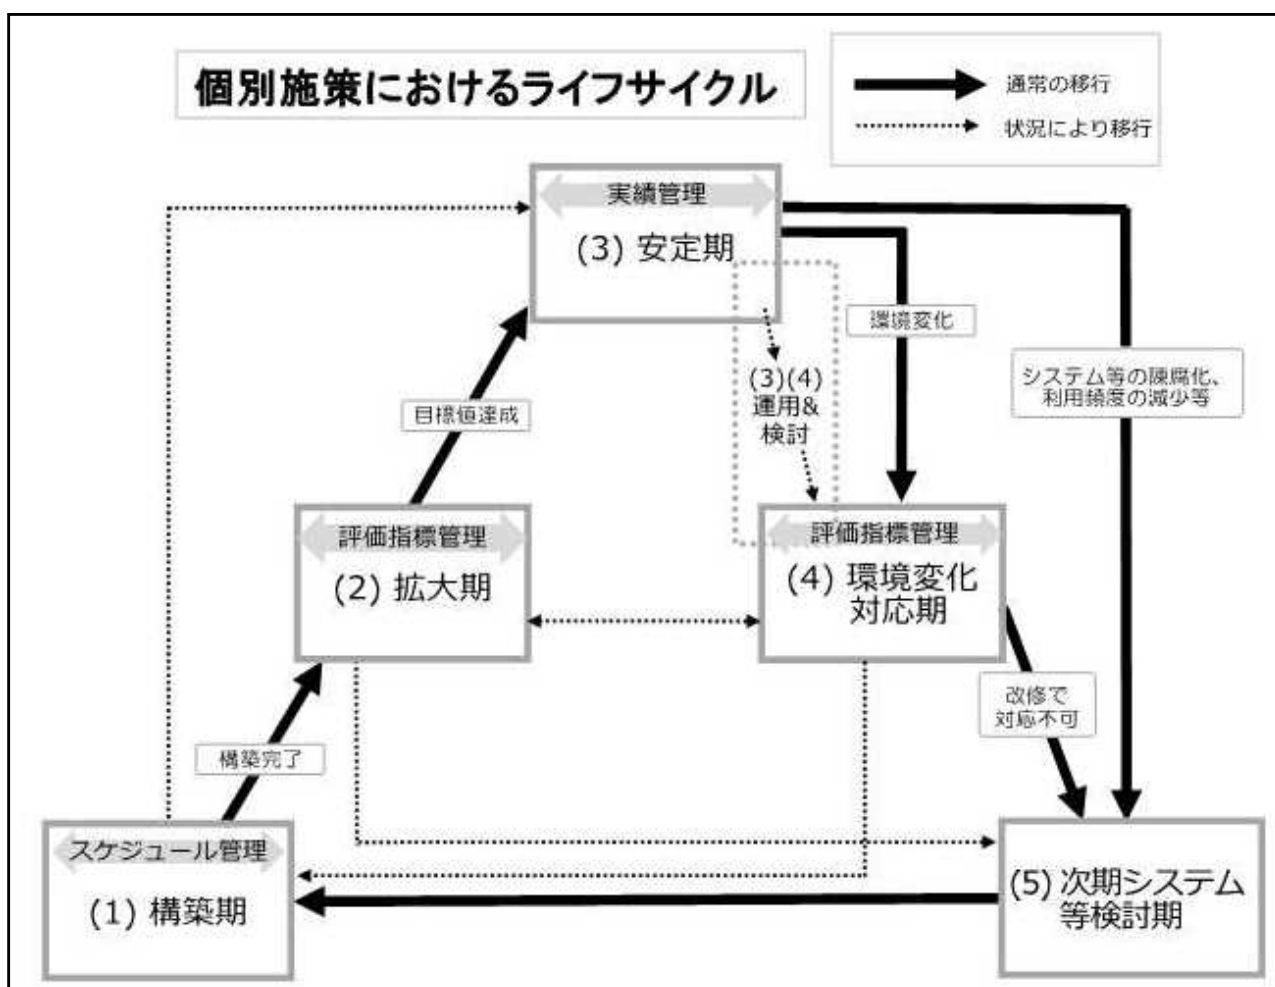 個別施策におけるライフサイクル
通常の移行
状況により移行
実績管理
(3) 安定期
環境変化
システム等の陳腐化、
利用頻度の減少等
(3)(4)
運用&
検討
目標値達成
評価指標管理
(2) 拡大期
評価指標管理
(4) 環境変化
対応期
改修で
対応不可
構築完了
スケジュール管理
(1) 構築期
(5) 次期システム
等検討期